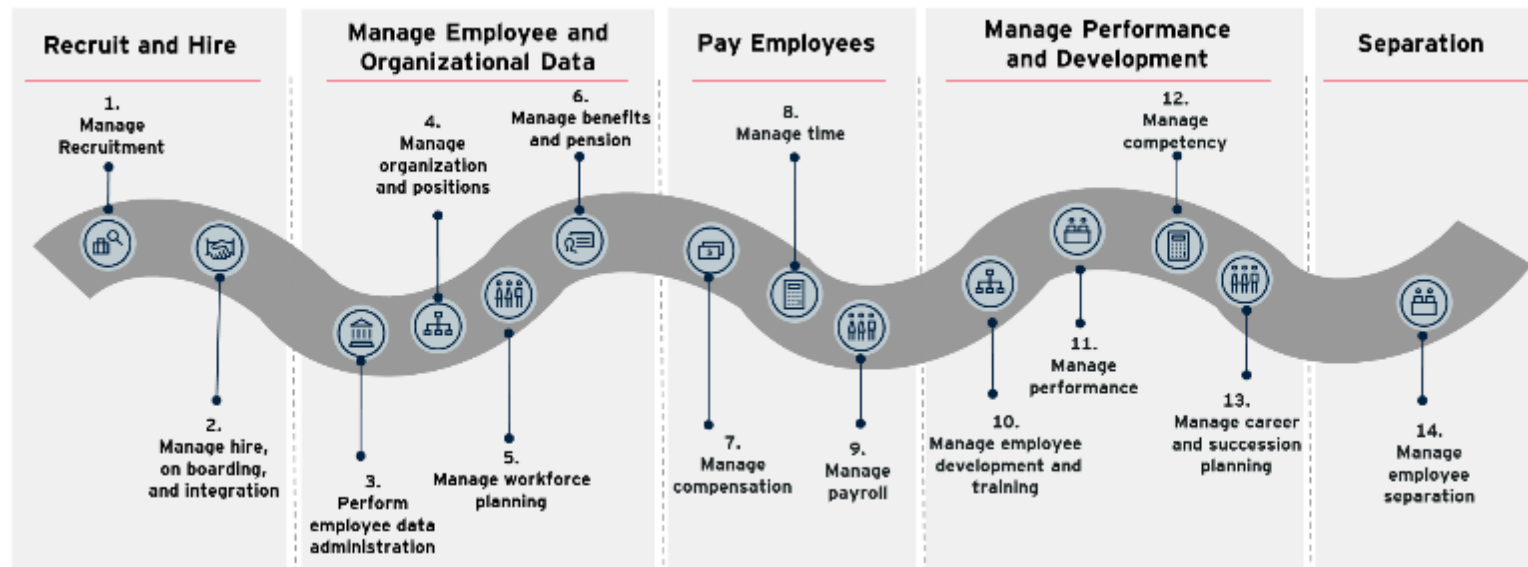 Recruit and Hire
1.
Manage
Recruitment
2.
Manage hire,
on boarding,
and integration
Manage Employee and
Organizational Data
3.
Perform
employee data
administration
4.
Manage
organization
and positions
5.
Manage workforce
planning
6.
Manage benefits
and pension
Pay Employees
7.
Manage
compensation
8.
Manage time
9.
Manage
payroll
Manage Performance
and Development
10.
Manage employee
development and
training
11.
Manage
performance
12.
Manage
competency
13.
Manage career
and succession
planning
Separation
14.
Manage
employee
separation